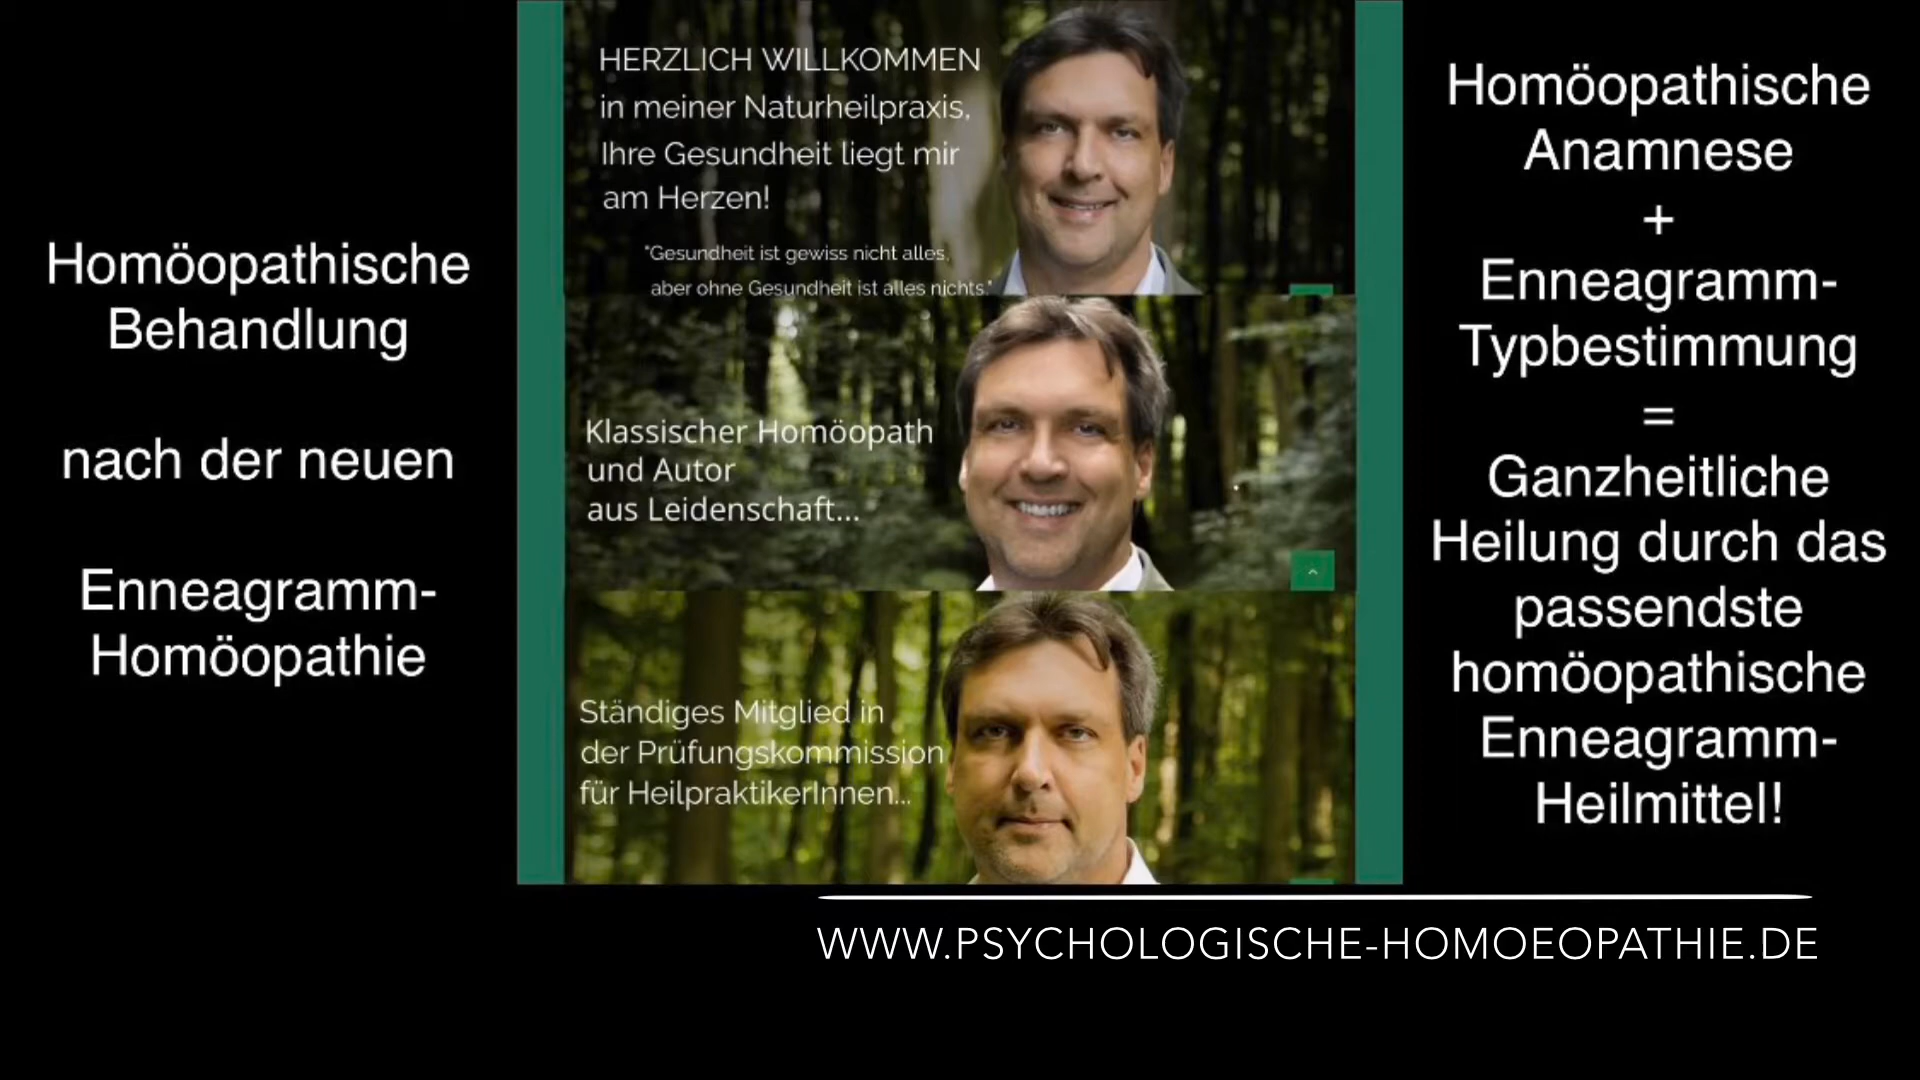 Homöopathische
Behandlung
nach der neuen
Enneagramm-
Homöopathie
HERZLICH WILLKOMMEN
in meiner Naturheilpraxis,
Ihre Gesundheit liegt mir
am Herzen!
"Gesundheit ist gewiss nicht alles,
aber ohne Gesundheit ist alles nichts."
Klassischer Homöopath
und Autor
aus Leidenschaft...
Ständiges Mitglied in
der Prüfungskommission
für HeilpraktikerInnen...
Homöopathische
Anamnese
+
Enneagramm-
Typbestimmung
=
Ganzheitliche
Heilung durch das
passendste
homöopathische
Enneagramm-
Heilmittel!
WWW.PSYCHOLOGISCHE-HOMOEOPATHIE.DE